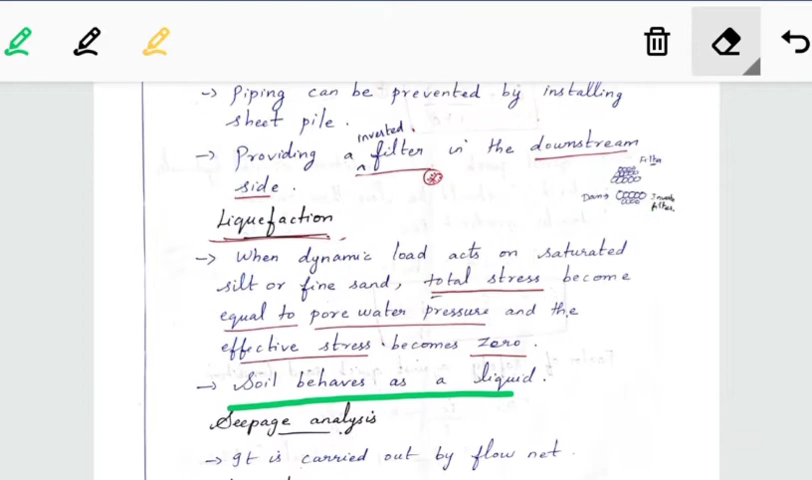 -> Piping can be prevented by installing
sheet pile.
inverted
-> Providing a ^ filter in the downstream
side.
Filter
Dam
Invert
filter.
Liquefaction
-> When dynamic load acts on saturated
silt or fine sand, total stress become
equal to pore water pressure and the
effective stress becomes zero.
-> Soil behaves as a liquid.
Seepage analysis
-> It is carried out by flow net.